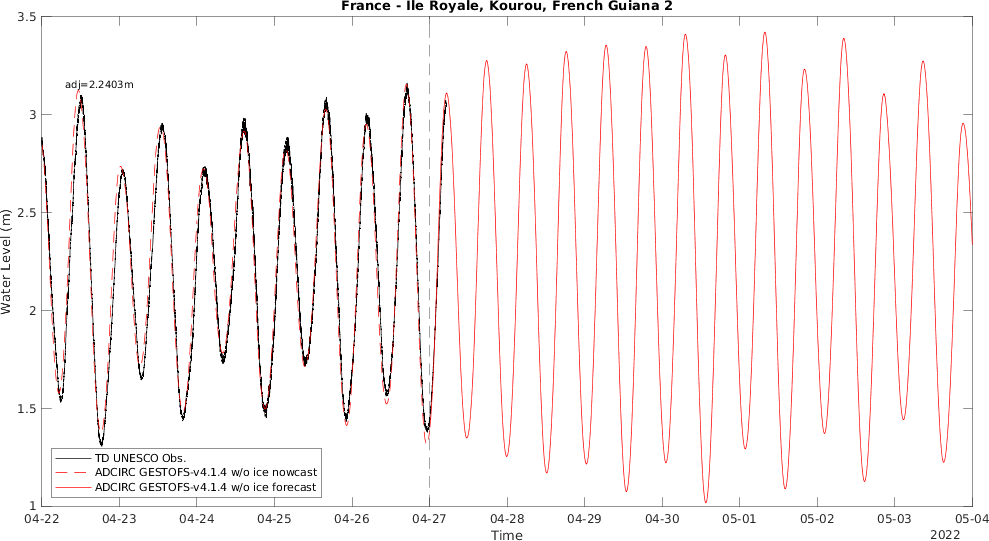 France - Ile Royale, Kourou, French Guiana 2
3.5
3
2.5
2
1.5
1
Water Level (m)
adj=2.2403m
TD UNESCO Obs.
ADCIRC GESTOFS-v4.1.4 w/o ice nowcast
ADCIRC GESTOFS-v4.1.4 w/o ice forecast
04-22 04-23 04-24 04-25 04-26 04-27 04-28 04-29 04-30 05-01 05-02 05-03 05-04
Time
2022